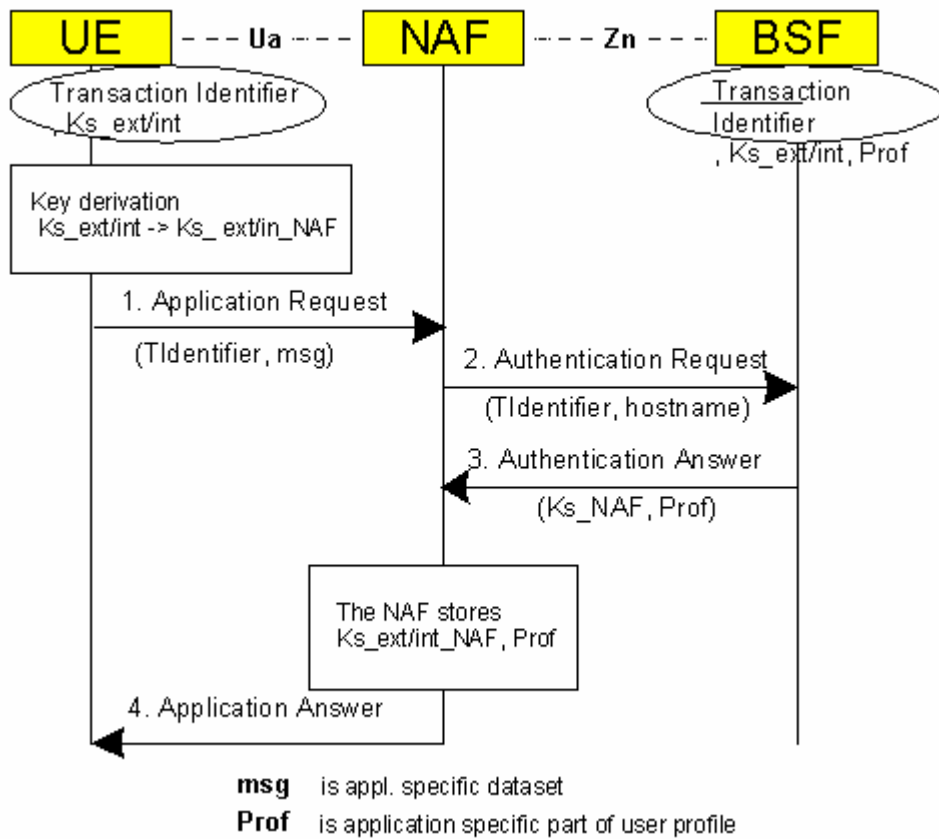 UE --- Ua --- NAF --- Zn --- BSF
Transaction Identifier
, Ks_ext/int
Transaction
Identifier
, Ks_ext/int, Prof
Key derivation
Ks_ext/int -> Ks_ ext/in_NAF
1. Application Request
(TIdentifier, msg)
2. Authentication Request
(TIdentifier, hostname)
3. Authentication Answer
(Ks_NAF, Prof)
The NAF stores
Ks_ext/int_NAF, Prof
4. Application Answer
msg is appl. specific dataset
Prof is application specific part of user profile